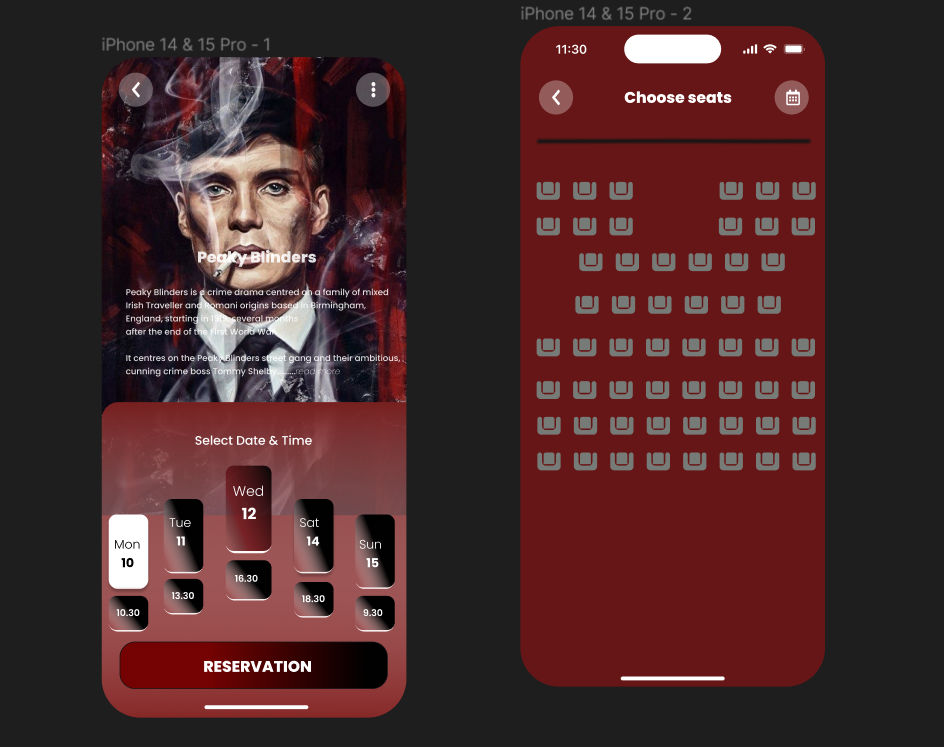 iPhone 14 & 15 Pro - 1
Peaky Blinders
Peaky Blinders is a crime drama centred on a family of mixed
Irish Traveller and Romani origins based in Birmingham,
England, starting in several months
after the end of the First World War.
It centres on the Peaky Blinders street gang and their ambitious,
cunning crime boss Tommy Shelby.........read more
Select Date & Time
Mon
10
10.30
Tue
11
13.30
Wed
12
16.30
Sat
14
18.30
Sun
15
9.30
RESERVATION
iPhone 14 & 15 Pro - 2
11:30
Choose seats